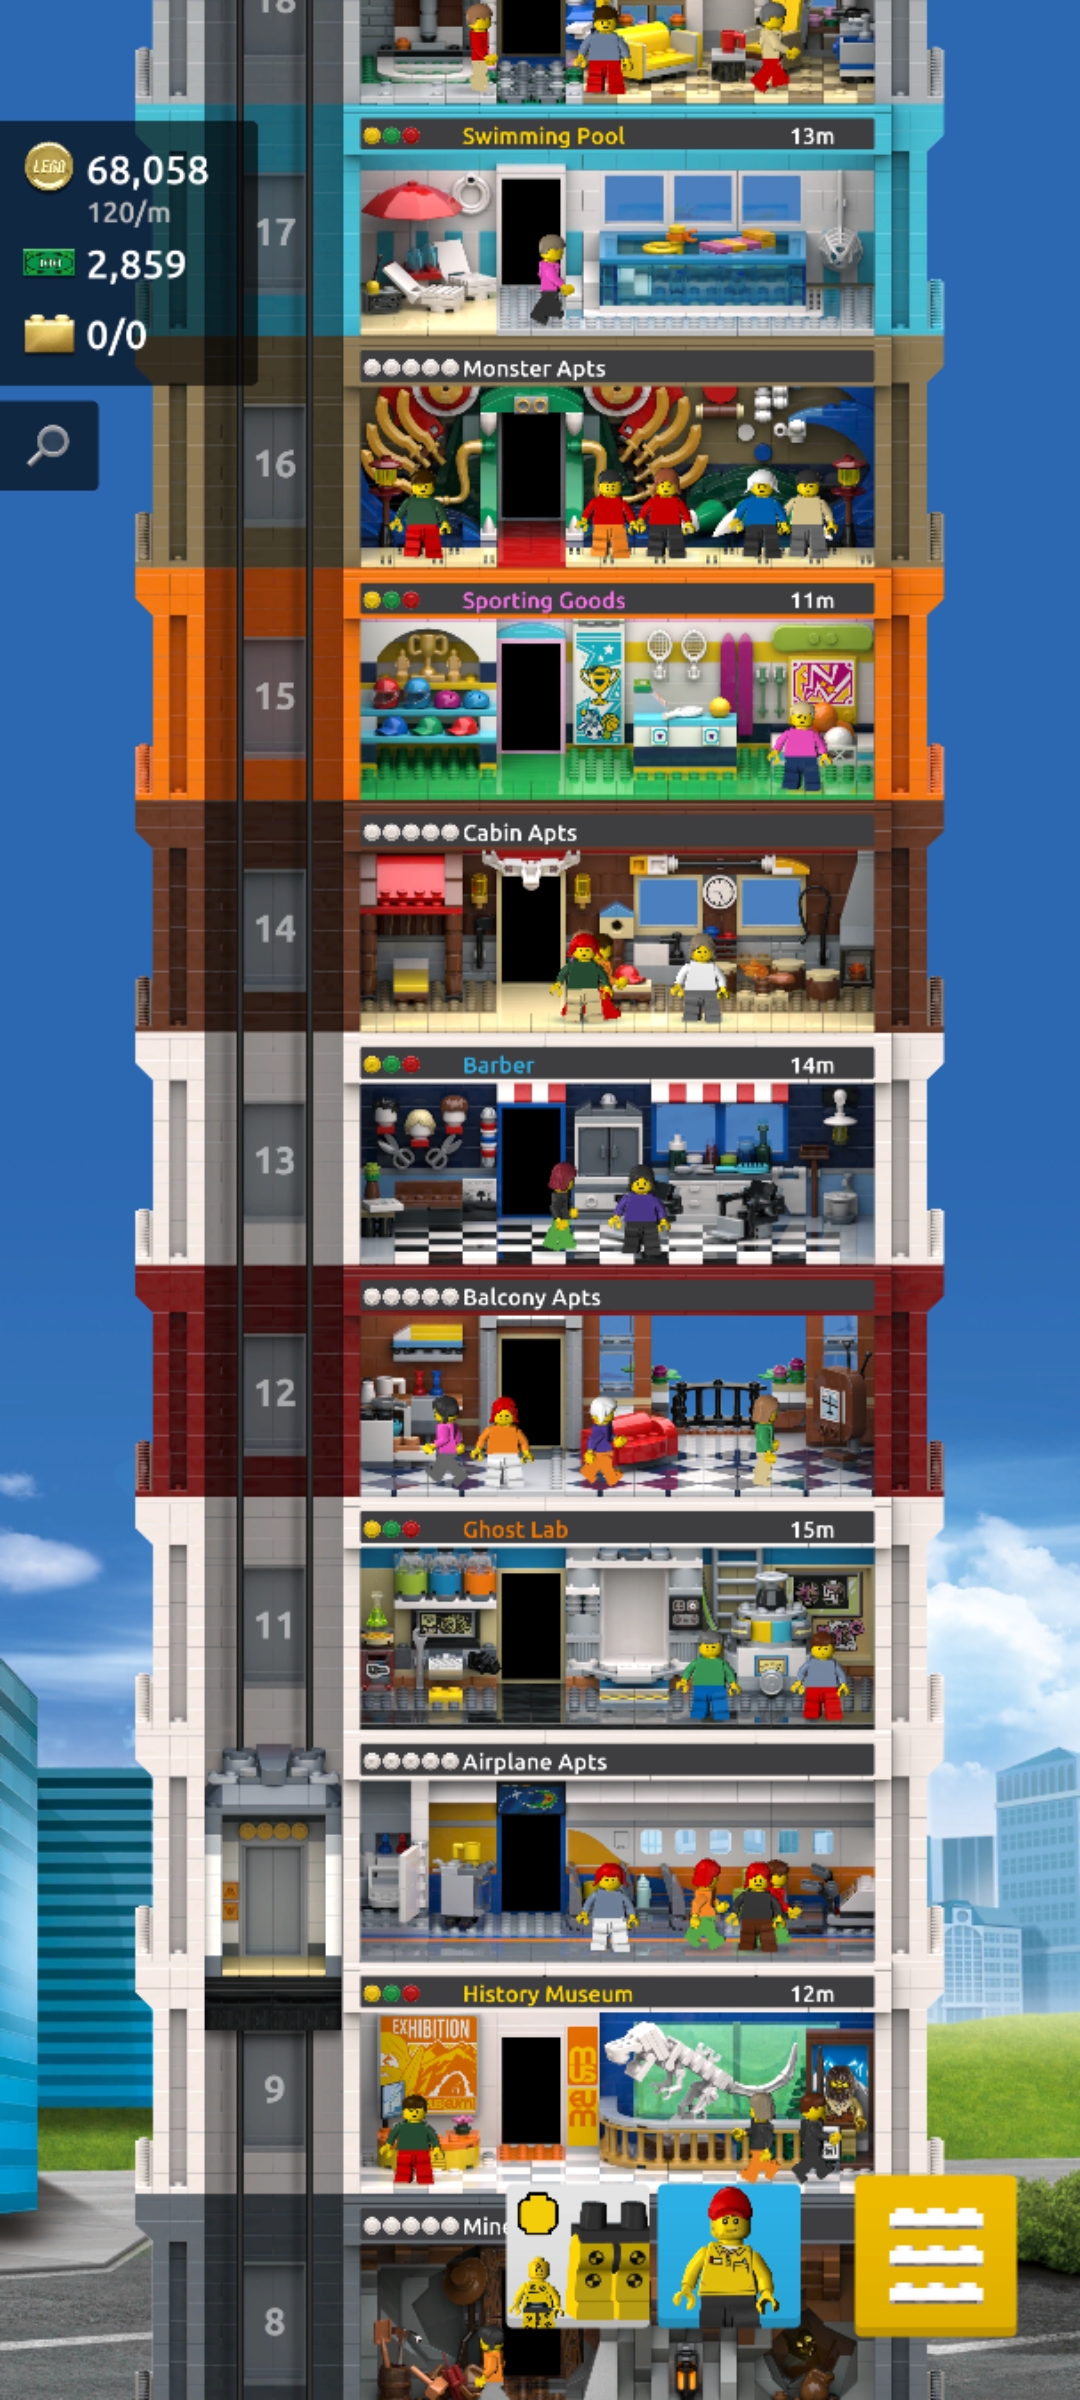 18
Swimming Pool 13m
LEGO 68,058
120/m
2,859
0/0
17
Monster Apts
16
Sporting Goods 11m
15
Cabin Apts
14
Barber 14m
13
Balcony Apts
12
Ghost Lab 15m
11
Airplane Apts
History Museum 12m
EXHIBITION
museum
9
8